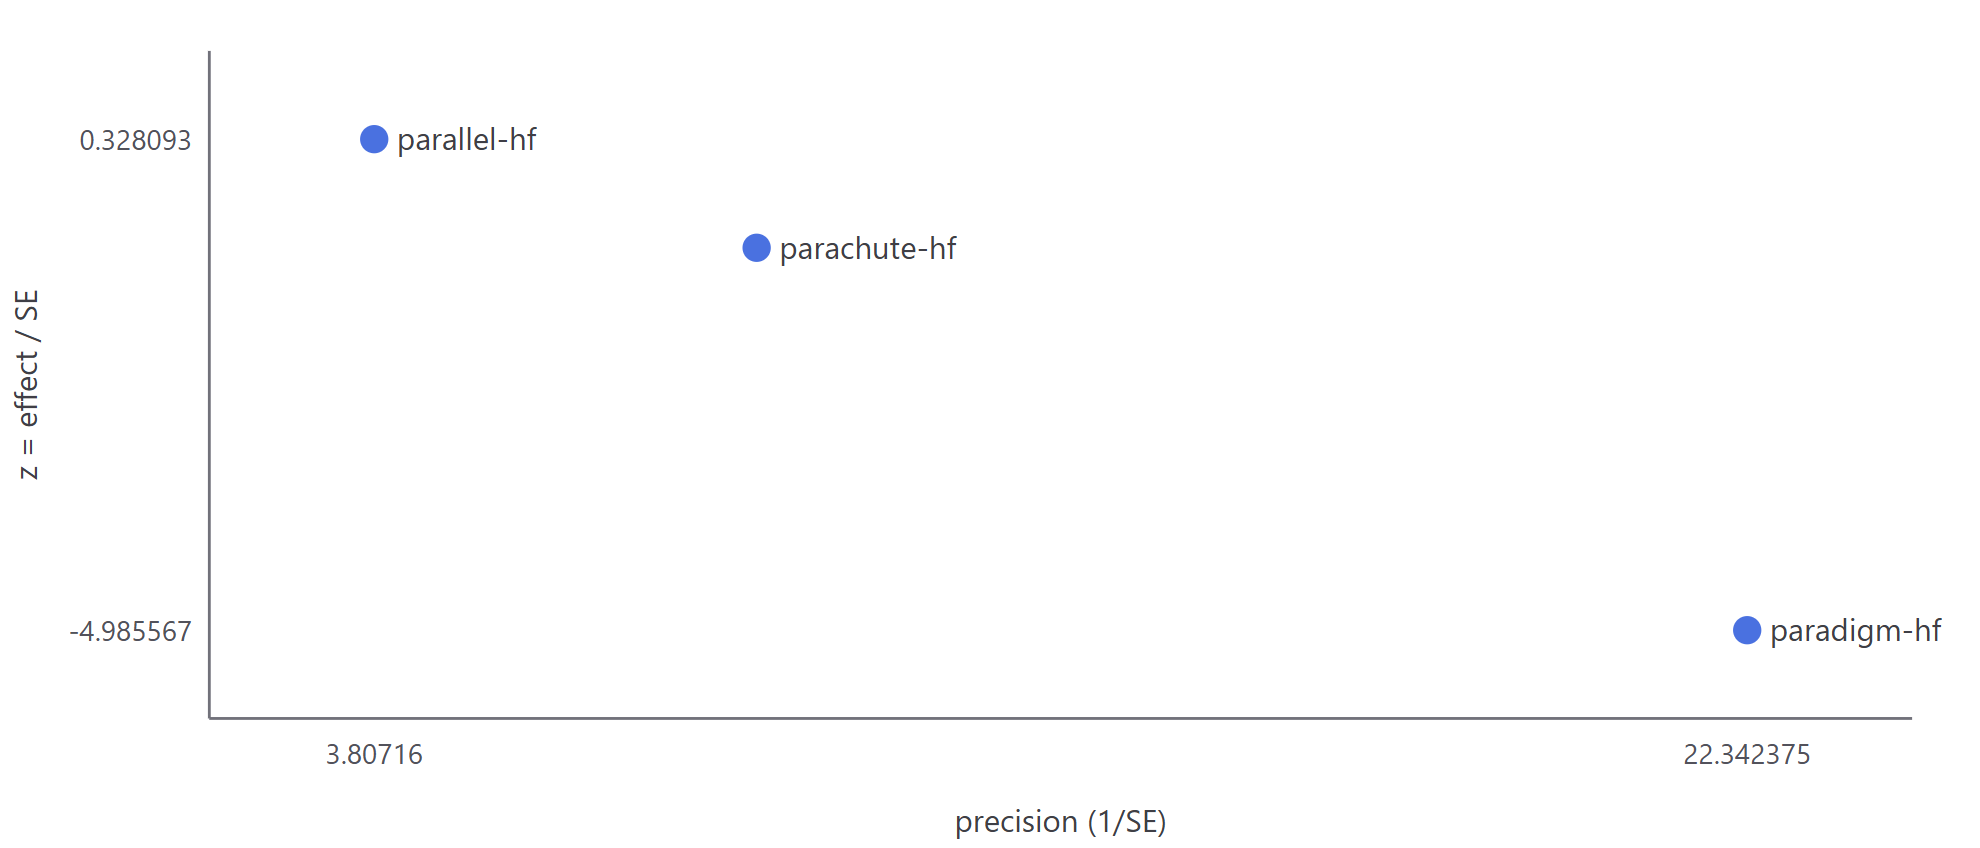 0.328093
parallel-hf
parachute-hf
z = effect / SE
-4.985567
paradigm-hf
3.80716
22.342375
precision (1/SE)